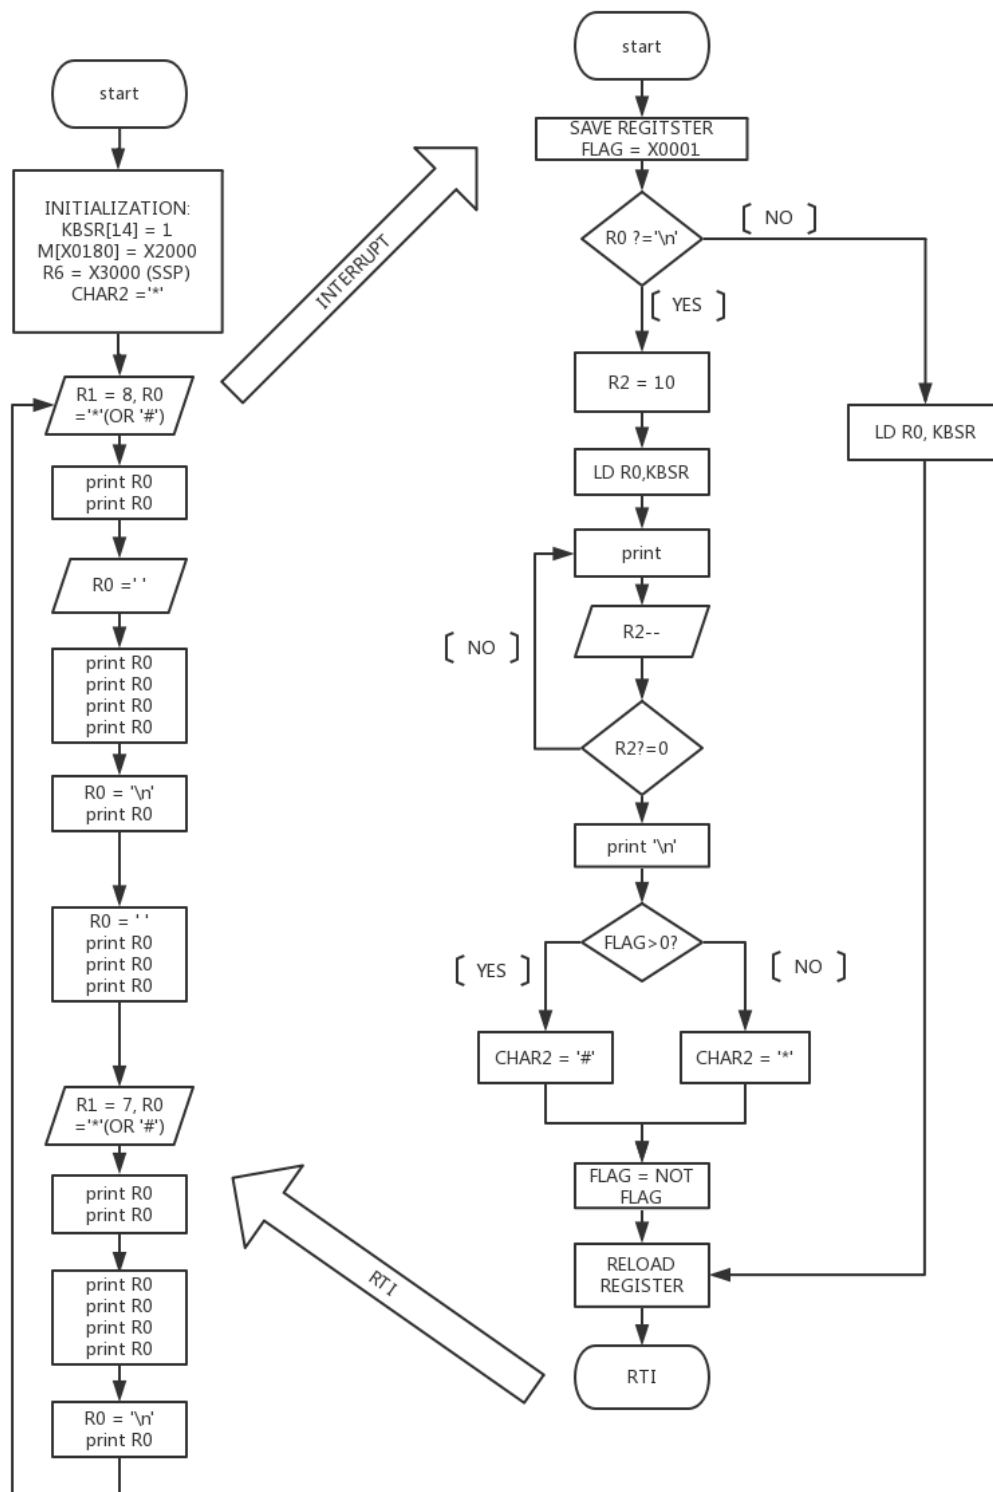 start
INITIALIZATION:
KBSR[14] = 1
M[X0180] = X2000
R6 = X3000 (SSP)
CHAR2 ='*'
R1 = 8, R0
='*'(OR '#')
print R0
print R0
R0 =' '
print R0
print R0
print R0
print R0
R0 = '\n'
print R0
R0 = ' '
print R0
print R0
print R0
R1 = 7, R0
='*'(OR '#')
print R0
print R0
print R0
print R0
print R0
print R0
R0 = '\n'
print R0
INTERRUPT
start
SAVE REGITSTER
FLAG = X0001
R0 ?='\n'
[ NO ]
[ YES ]
R2 = 10
LD R0, KBSR
LD R0,KBSR
print
R2--
[ NO ]
R2?=0
print '\n'
FLAG>0?
[ YES ]
[ NO ]
CHAR2 = '#'
CHAR2 = '*'
FLAG = NOT
FLAG
RELOAD
REGISTER
RTI
RTI